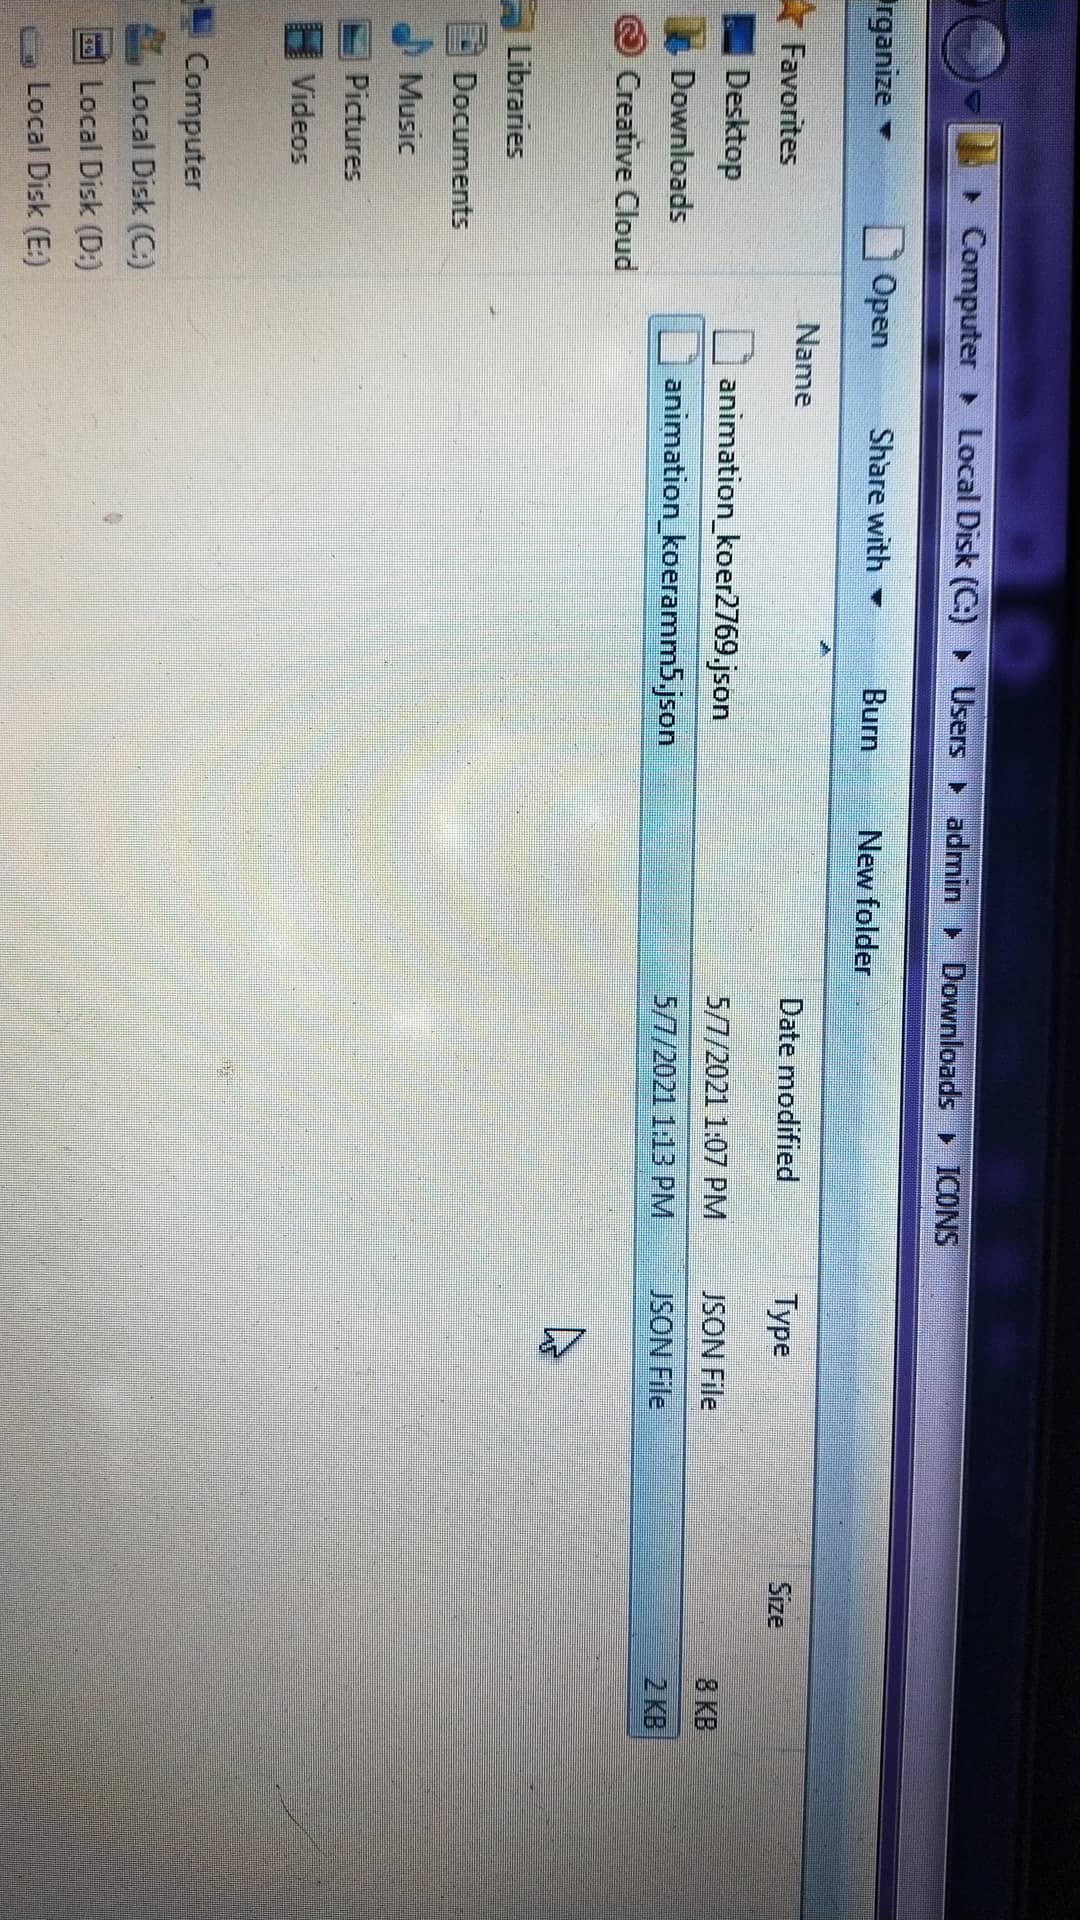 Computer ▸ Local Disk (C:) ▸ Users ▸ admin ▸ Downloads ▸ ICONS
rganize Open Share with Burn New folder
Favorites
Desktop
Downloads
Creative Cloud
Libraries
Documents
Music
Pictures
Videos
Computer
Local Disk (C:)
Local Disk (D:)
Local Disk (E:)
Name Date modified Type Size
animation_koer2769.json 5/7/2021 1:07 PM JSON File 8 KB
animation_koeramm5.json 5/7/2021 1:13 PM JSON File 2 KB